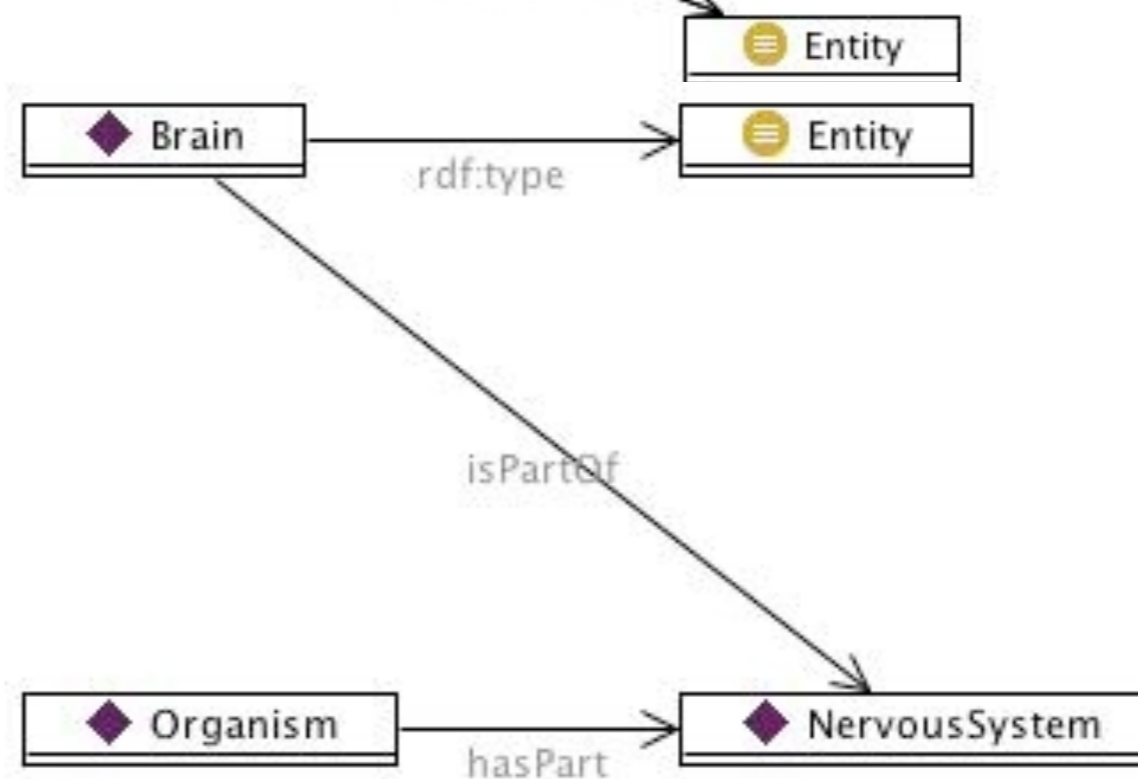 Entity
Brain
Entity
rdf:type
isPartOf
Organism
NervousSystem
hasPart